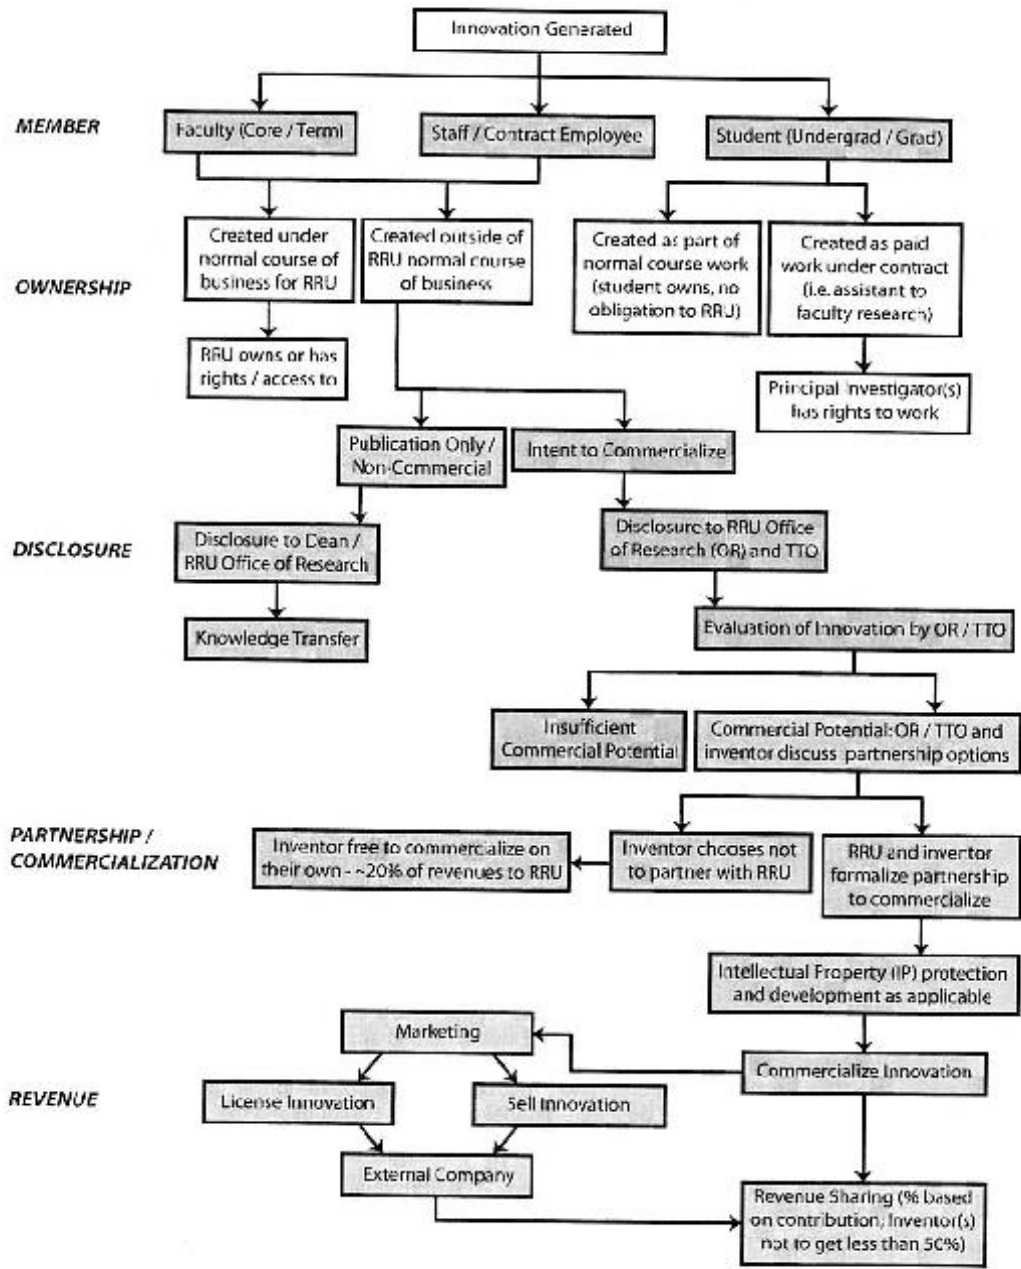 Innovation Generated
MEMBER
Faculty (Core / Term)
Staff / Contract Employee
Student (Undergrad / Grad)
OWNERSHIP
Created under
normal course of
business for RRU
Created outside of
RRU normal course
of business
Created as part of
normal course work
(student owns, no
obligation to RRU)
Created as paid
work under contract
(i.e. assistant to
faculty research)
RRU owns or has
rights / access to
Principal Investigator(s)
has rights to work
Publication Only /
Non-Commercial
Intent to Commercialize
DISCLOSURE
Disclosure to Dean /
RRU Office of Research
Disclosure to RRU Office
of Research (OR) and TTO
Knowledge Transfer
Evaluation of Innovation by OR / TTO
Insufficient
Commercial Potential
Commercial Potential: OR / TTO and
inventor discuss partnership options
PARTNERSHIP /
COMMERCIALIZATION
Inventor free to commercialize on
their own - ~20% of revenues to RRU
Inventor chooses not
to partner with RRU
RRU and inventor
formalize partnership
to commercialize
Intellectual Property (IP) protection
and development as applicable
REVENUE
Marketing
Commercialize Innovation
License Innovation
Sell Innovation
External Company
Revenue Sharing (% based
on contribution, Inventor(s)
not to get less than 50%)